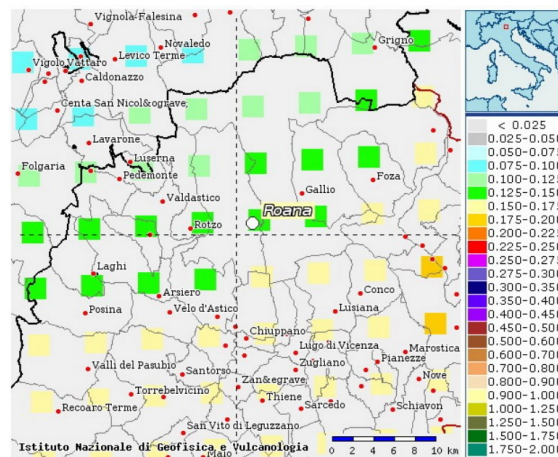 Vignola-Falesina
Novaledo
Grigno
Levico Terme
Vigolo Vattaro
Caldonazzo
Centa San Nicol&ograve;
Lavarone
Folgaria
Luserna
Pedemonte
Valdastico
Gallio
Foza
Roana
Rotzo
Laghi
Arsiero
Posina
Velo d'Astico
Conco
Lusiana
Chiuppano
Lugo di Vicenza
Marostica
Zugliano
Pianezze
Valli del Pasubio
Santorso
Nove
Torrebelvicino
Zan&egrave;
Thiene
Sarcedo
Schiavon
Recoaro Terme
San Vito di Leguzzano
Malo
Istituto Nazionale di Geofisica e Vulcanologia
0 2 4 6 8 10 km
< 0.025
0.025-0.050
0.050-0.075
0.075-0.100
0.100-0.125
0.125-0.150
0.150-0.175
0.175-0.200
0.200-0.225
0.225-0.250
0.250-0.275
0.275-0.300
0.300-0.350
0.350-0.400
0.400-0.450
0.450-0.500
0.500-0.600
0.600-0.700
0.700-0.800
0.800-0.900
0.900-1.000
1.000-1.250
1.250-1.500
1.500-1.750
1.750-2.000